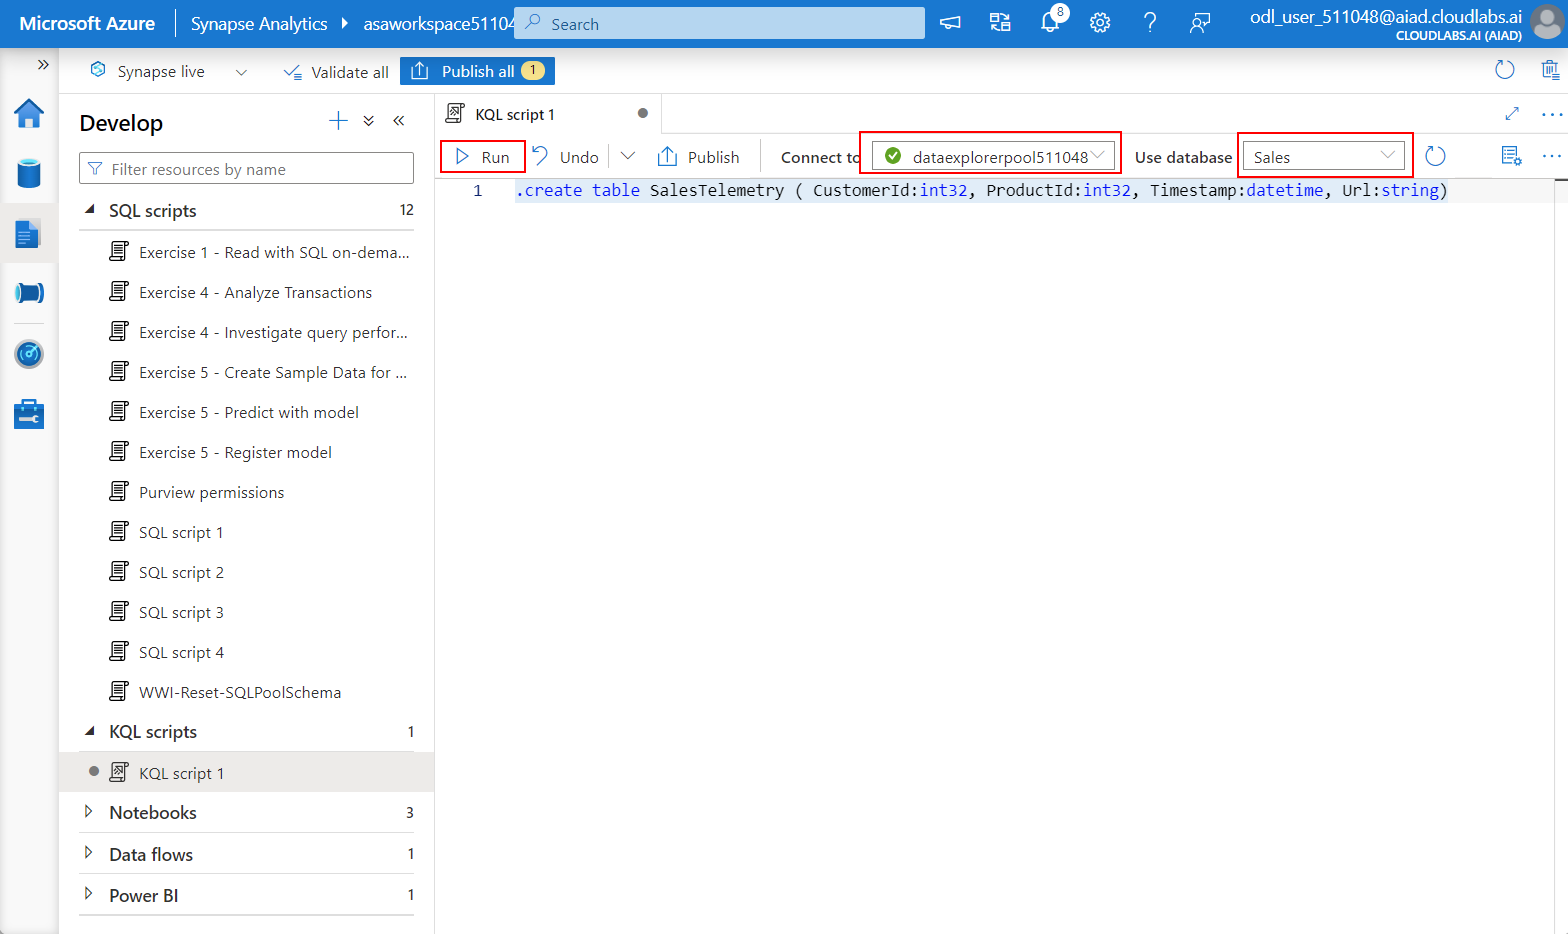 Microsoft Azure
Synapse Analytics
asaworkspace51104
Search
8
odl_user_511048@aiad.cloudlabs.ai
CLOUDLABS.AI (AIAD)
Synapse live
Validate all
Publish all 1
Develop
Filter resources by name
SQL scripts 12
Exercise 1 - Read with SQL on-dema...
Exercise 4 - Analyze Transactions
Exercise 4 - Investigate query perfor...
Exercise 5 - Create Sample Data for ...
Exercise 5 - Predict with model
Exercise 5 - Register model
Purview permissions
SQL script 1
SQL script 2
SQL script 3
SQL script 4
WWI-Reset-SQLPoolSchema
KQL scripts 1
KQL script 1
Notebooks 3
Data flows 1
Power BI 1
KQL script 1
Run
Undo
Publish
Connect to
dataexplorerpool511048
Use database
Sales
1 .create table SalesTelemetry ( CustomerId:int32, ProductId:int32, Timestamp:datetime, Url:string)